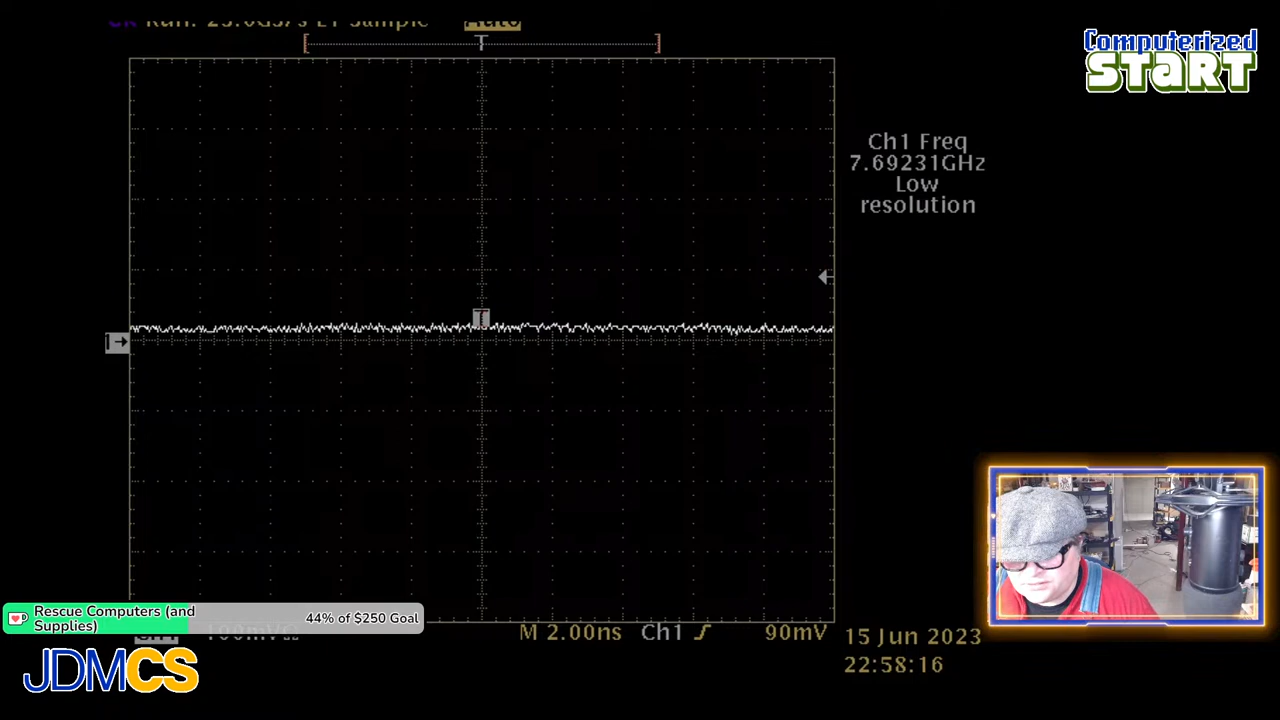 Computerized
START
Ch1 Freq
7.69231GHz
Low
resolution
T
Rescue Computers (and
Supplies)
44% of $250 Goal
M 2.00ns Ch1 90mV
15 Jun 2023
22:58:16
JDMCS